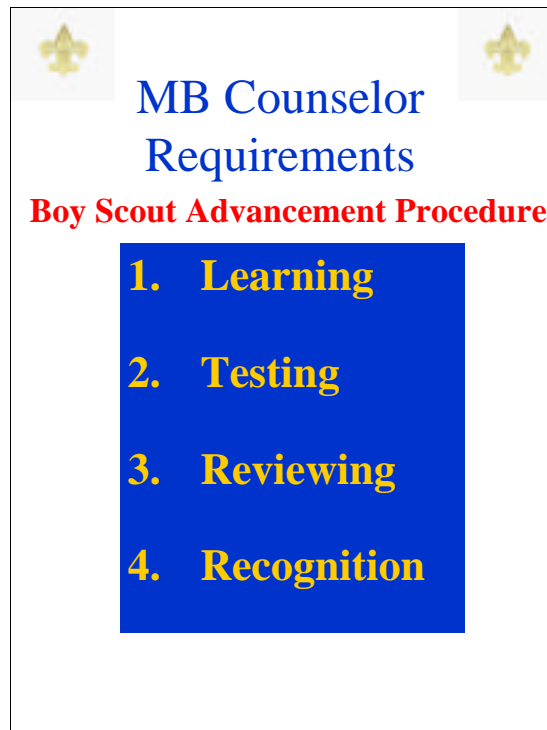 MB Counselor
Requirements
Boy Scout Advancement Procedure
1. Learning
2. Testing
3. Reviewing
4. Recognition